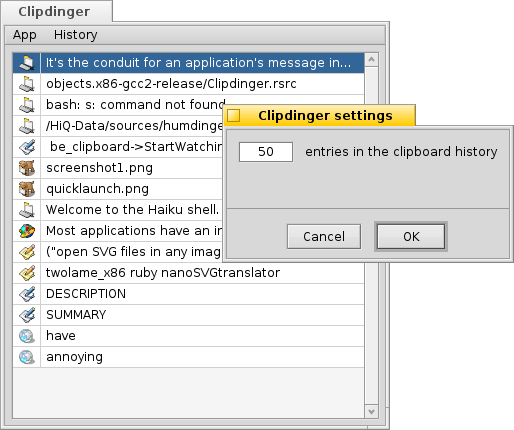 Clipdinger
App History
It's the conduit for an application's message in...
objects.x86-gcc2-release/Clipdinger.rsrc
bash: s: command not found
/HiQ-Data/sources/humdinge
be_clipboard->StartWatchin
screenshot1.png
quicklaunch.png
Welcome to the Haiku shell.
Most applications have an in
("open SVG files in any imag
twolame_x86 ruby nanoSVGtranslator
DESCRIPTION
SUMMARY
have
annoying
Clipdinger settings
50 entries in the clipboard history
Cancel OK